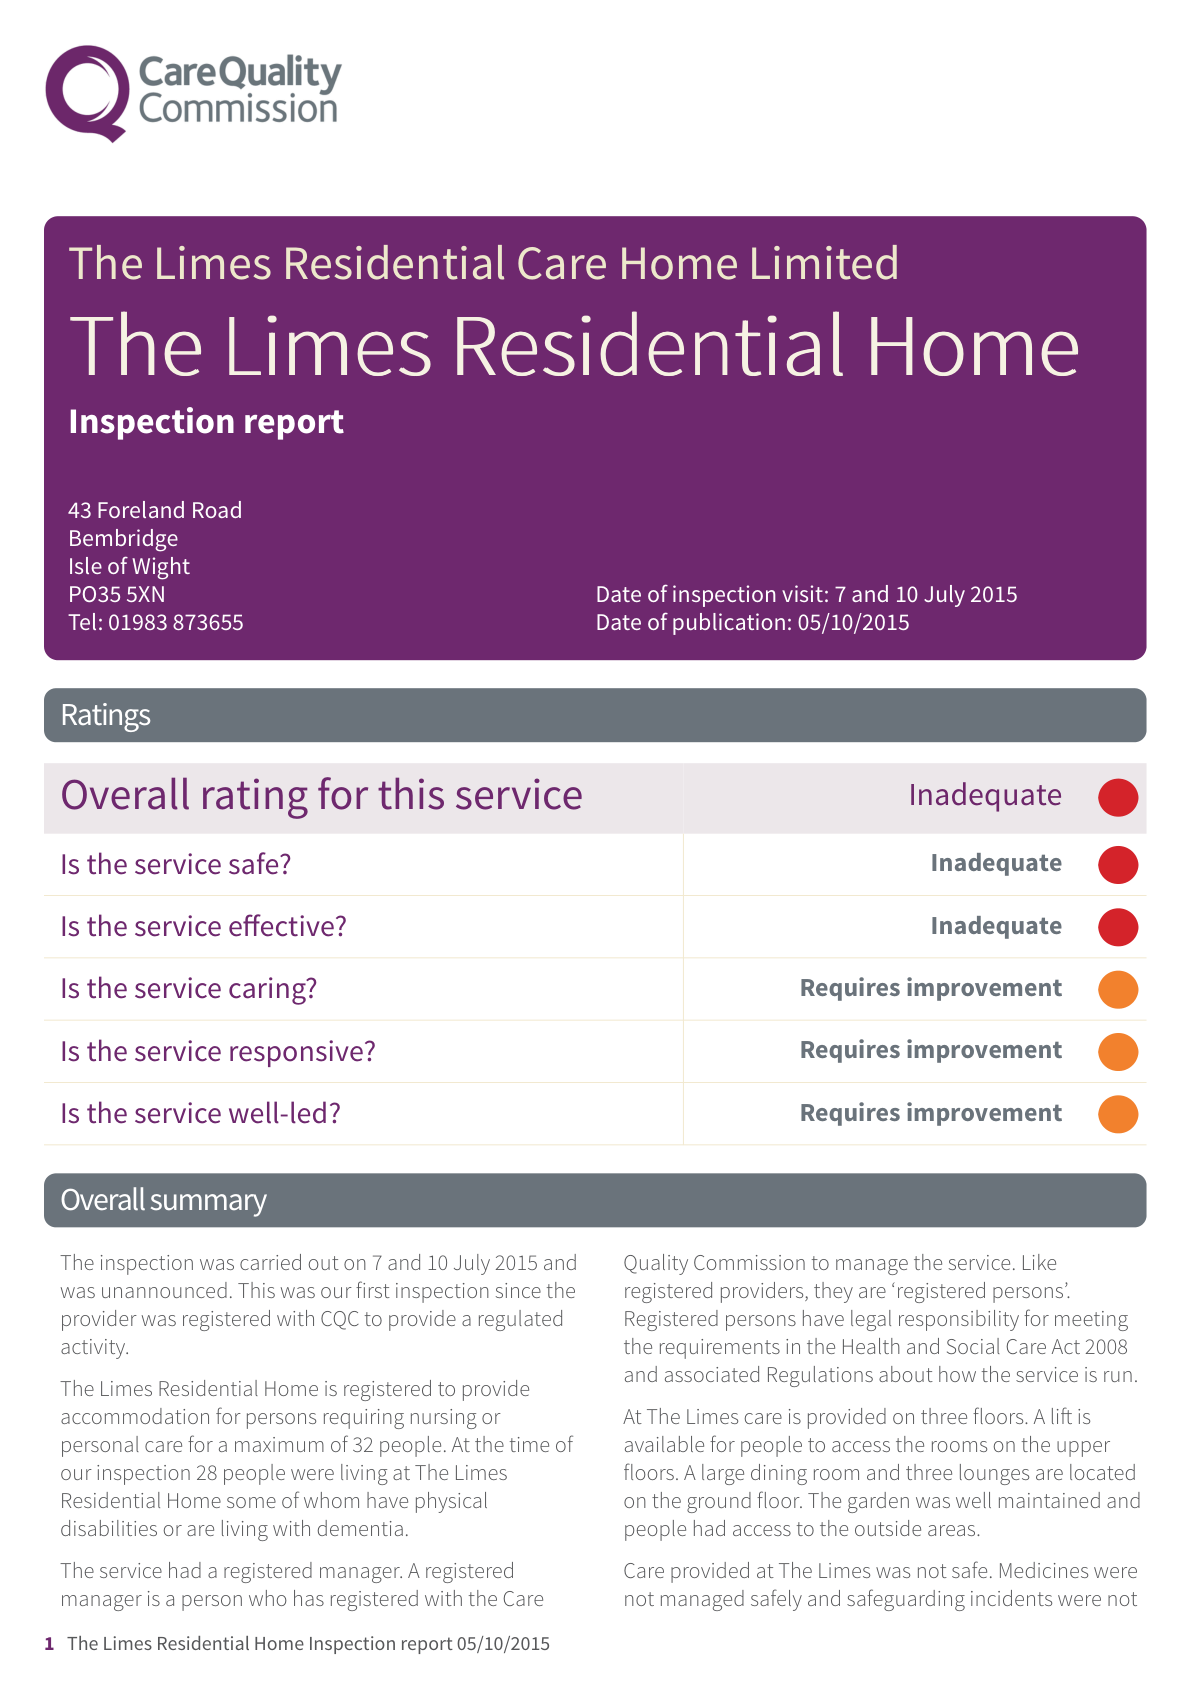 CareQuality
Commission
The Limes Residential Care Home Limited
The Limes Residential Home
Inspection report
43 Foreland Road
Bembridge
Isle of Wight
PO35 5XN
Tel: 01983 873655
Date of inspection visit: 7 and 10 July 2015
Date of publication: 05/10/2015
Ratings
Overall rating for this service Inadequate
Is the service safe? Inadequate
Is the service effective? Inadequate
Is the service caring? Requires improvement
Is the service responsive? Requires improvement
Is the service well-led? Requires improvement
Overall summary
The inspection was carried out on 7 and 10 July 2015 and
was unannounced. This was our first inspection since the
provider was registered with CQC to provide a regulated
activity.
The Limes Residential Home is registered to provide
accommodation for persons requiring nursing or
personal care for a maximum of 32 people. At the time of
our inspection 28 people were living at The Limes
Residential Home some of whom have physical
disabilities or are living with dementia.
The service had a registered manager. A registered
manager is a person who has registered with the Care
Quality Commission to manage the service. Like
registered providers, they are ‘registered persons’.
Registered persons have legal responsibility for meeting
the requirements in the Health and Social Care Act 2008
and associated Regulations about how the service is run.
At The Limes care is provided on three floors. A lift is
available for people to access the rooms on the upper
floors. A large dining room and three lounges are located
on the ground floor. The garden was well maintained and
people had access to the outside areas.
Care provided at The Limes was not safe. Medicines were
not managed safely and safeguarding incidents were not
1 The Limes Residential Home Inspection report 05/10/2015